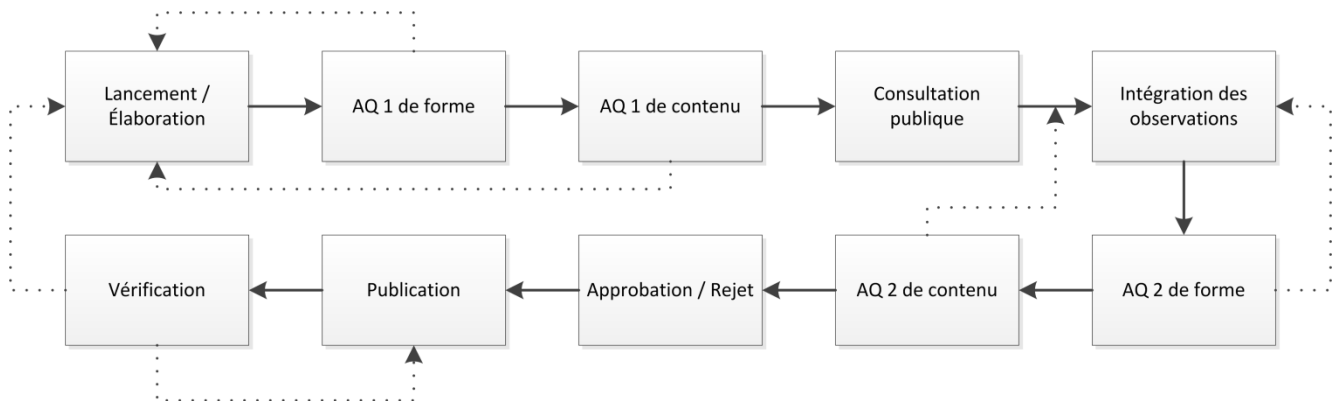 Lancement /
Élaboration
AQ 1 de forme
AQ 1 de contenu
Consultation
publique
Intégration des
observations
Vérification
Publication
Approbation / Rejet
AQ 2 de contenu
AQ 2 de forme